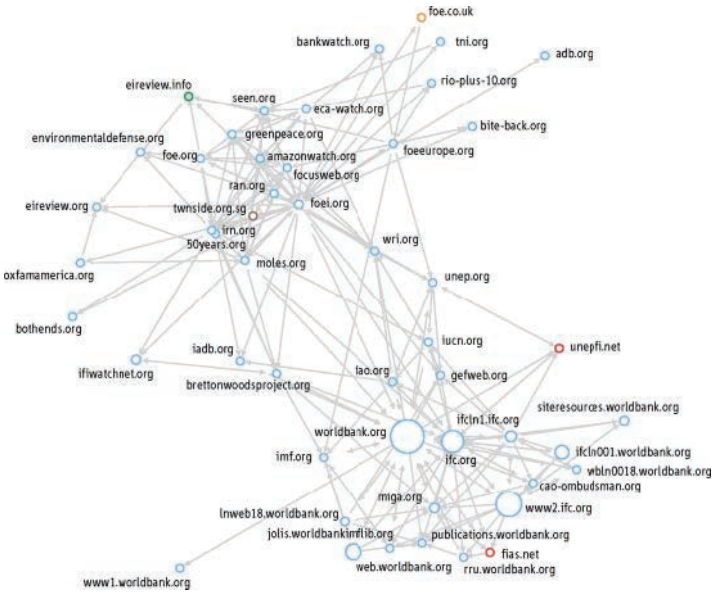 foe.co.uk
bankwatch.org
tni.org
adb.org
rio-plus-10.org
eireview.info
seen.org
eca-watch.org
bite-back.org
environmentaldefense.org
greenpeace.org
foeeurope.org
foe.org
amazonwatch.org
focusweb.org
ran.org
eireview.org
twnside.org.sg
foei.org
irn.org
50years.org
wri.org
oxfamamerica.org
moles.org
unep.org
bothends.org
iucn.org
unepfi.net
iadb.org
ifiwatchnet.org
brettonwoodsproject.org
gefweb.org
siteresources.worldbank.org
ifcln1.ifc.org
worldbank.org
ifc.org
ifcln001.worldbank.org
imf.org
wbln0018.worldbank.org
cao-ombudsman.org
miga.org
www2.ifc.org
lnweb18.worldbank.org
jolis.worldbankimflib.org
publications.worldbank.org
fias.net
web.worldbank.org
rru.worldbank.org
www1.worldbank.org